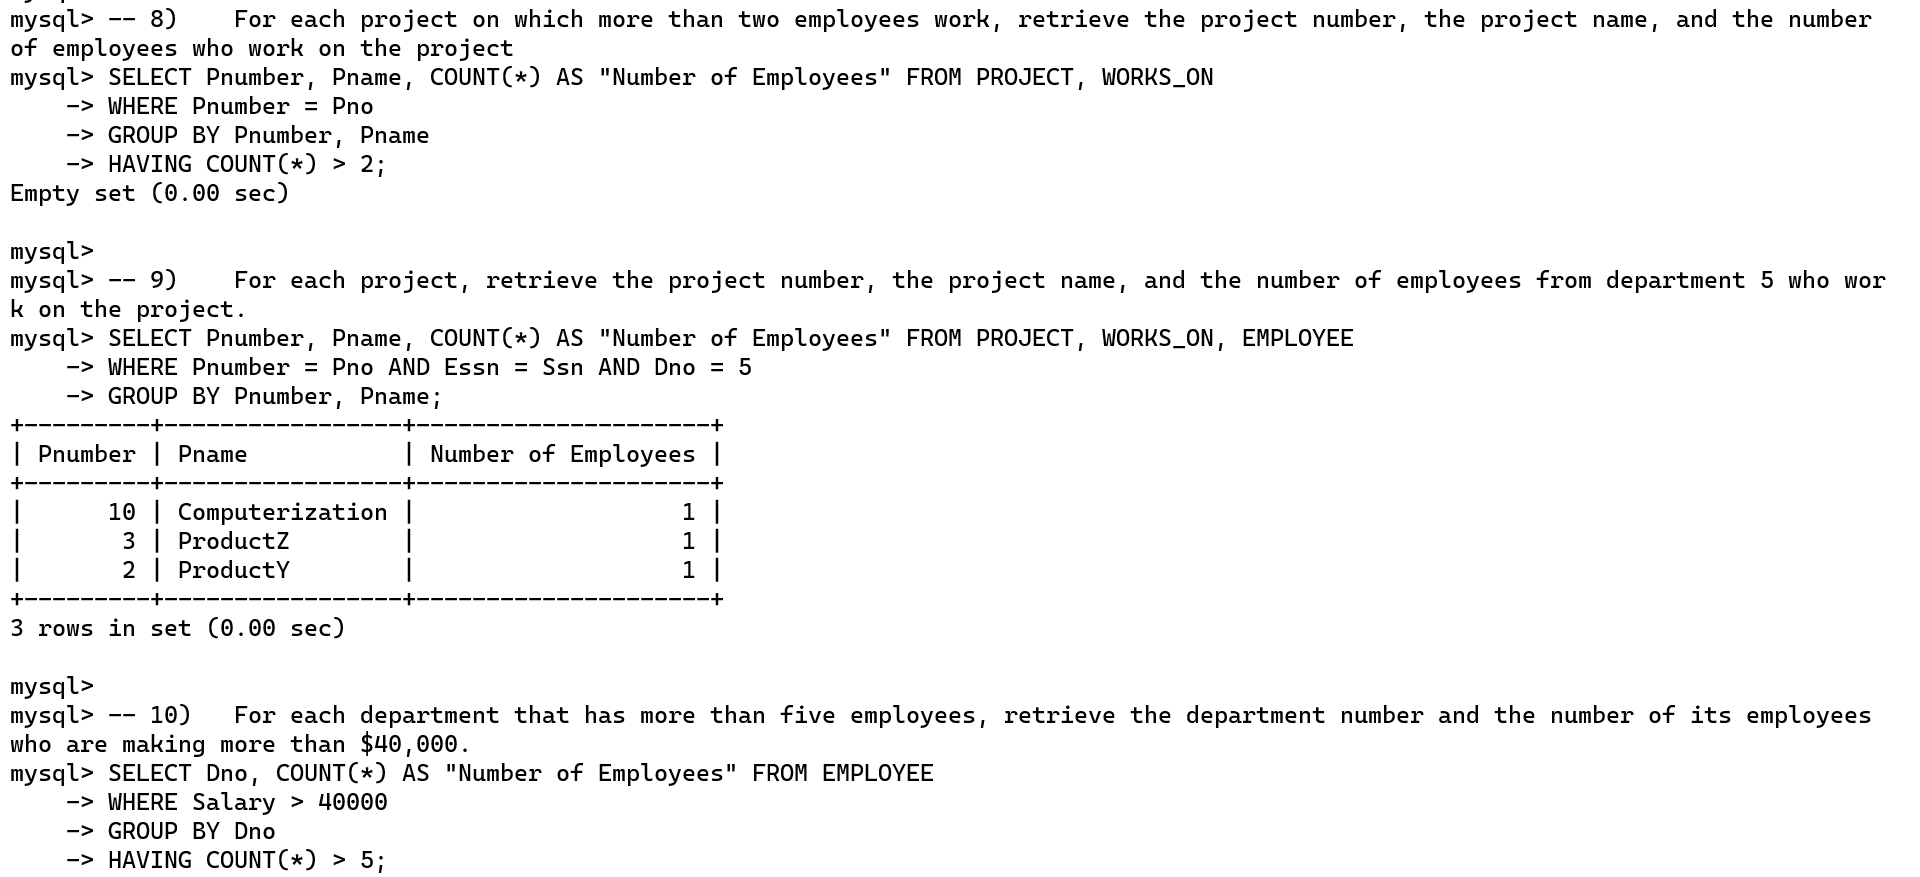 mysql> -- 8)    For each project on which more than two employees work, retrieve the project number, the project name, and the number
of employees who work on the project
mysql> SELECT Pnumber, Pname, COUNT(*) AS "Number of Employees" FROM PROJECT, WORKS_ON
    -> WHERE Pnumber = Pno
    -> GROUP BY Pnumber, Pname
    -> HAVING COUNT(*) > 2;
Empty set (0.00 sec)

mysql>
mysql> -- 9)    For each project, retrieve the project number, the project name, and the number of employees from department 5 who wor
k on the project.
mysql> SELECT Pnumber, Pname, COUNT(*) AS "Number of Employees" FROM PROJECT, WORKS_ON, EMPLOYEE
    -> WHERE Pnumber = Pno AND Essn = Ssn AND Dno = 5
    -> GROUP BY Pnumber, Pname;
+---------+-----------------+---------------------+
| Pnumber | Pname           | Number of Employees |
+---------+-----------------+---------------------+
|      10 | Computerization |                   1 |
|       3 | ProductZ        |                   1 |
|       2 | ProductY        |                   1 |
+---------+-----------------+---------------------+
3 rows in set (0.00 sec)

mysql>
mysql> -- 10)   For each department that has more than five employees, retrieve the department number and the number of its employees
who are making more than $40,000.
mysql> SELECT Dno, COUNT(*) AS "Number of Employees" FROM EMPLOYEE
    -> WHERE Salary > 40000
    -> GROUP BY Dno
    -> HAVING COUNT(*) > 5;